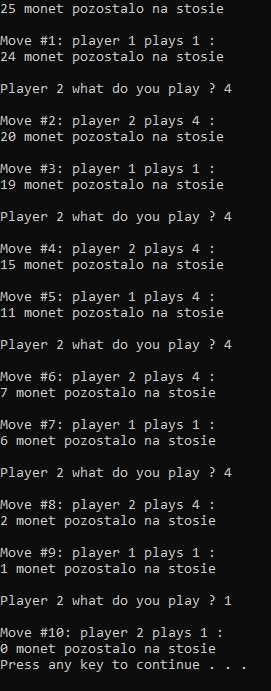 25 monet pozostalo na stosie
Move #1: player 1 plays 1 :
24 monet pozostalo na stosie
Player 2 what do you play ? 4
Move #2: player 2 plays 4 :
20 monet pozostalo na stosie
Move #3: player 1 plays 1 :
19 monet pozostalo na stosie
Player 2 what do you play ? 4
Move #4: player 2 plays 4 :
15 monet pozostalo na stosie
Move #5: player 1 plays 4 :
11 monet pozostalo na stosie
Player 2 what do you play ? 4
Move #6: player 2 plays 4 :
7 monet pozostalo na stosie
Move #7: player 1 plays 1 :
6 monet pozostalo na stosie
Player 2 what do you play ? 4
Move #8: player 2 plays 4 :
2 monet pozostalo na stosie
Move #9: player 1 plays 1 :
1 monet pozostalo na stosie
Player 2 what do you play ? 1
Move #10: player 2 plays 1 :
0 monet pozostalo na stosie
Press any key to continue . . .